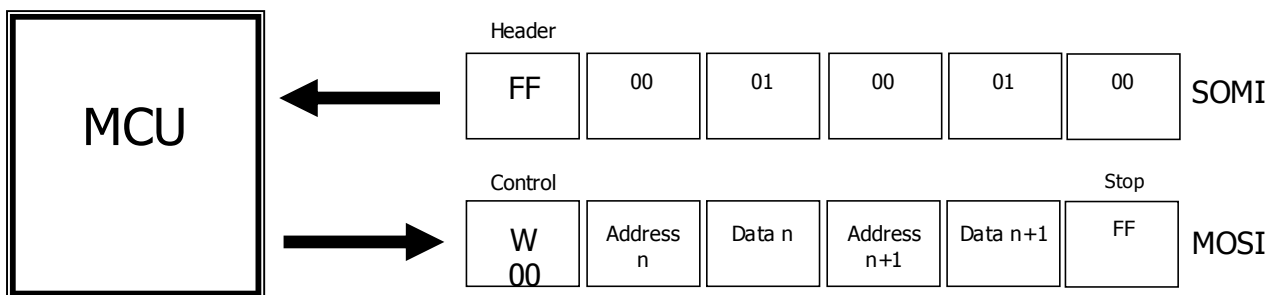 Header
FF 00 01 00 01 00 SOMI
MCU
Control Stop
W Address Data n Address Data n+1 FF MOSI
00 n n+1